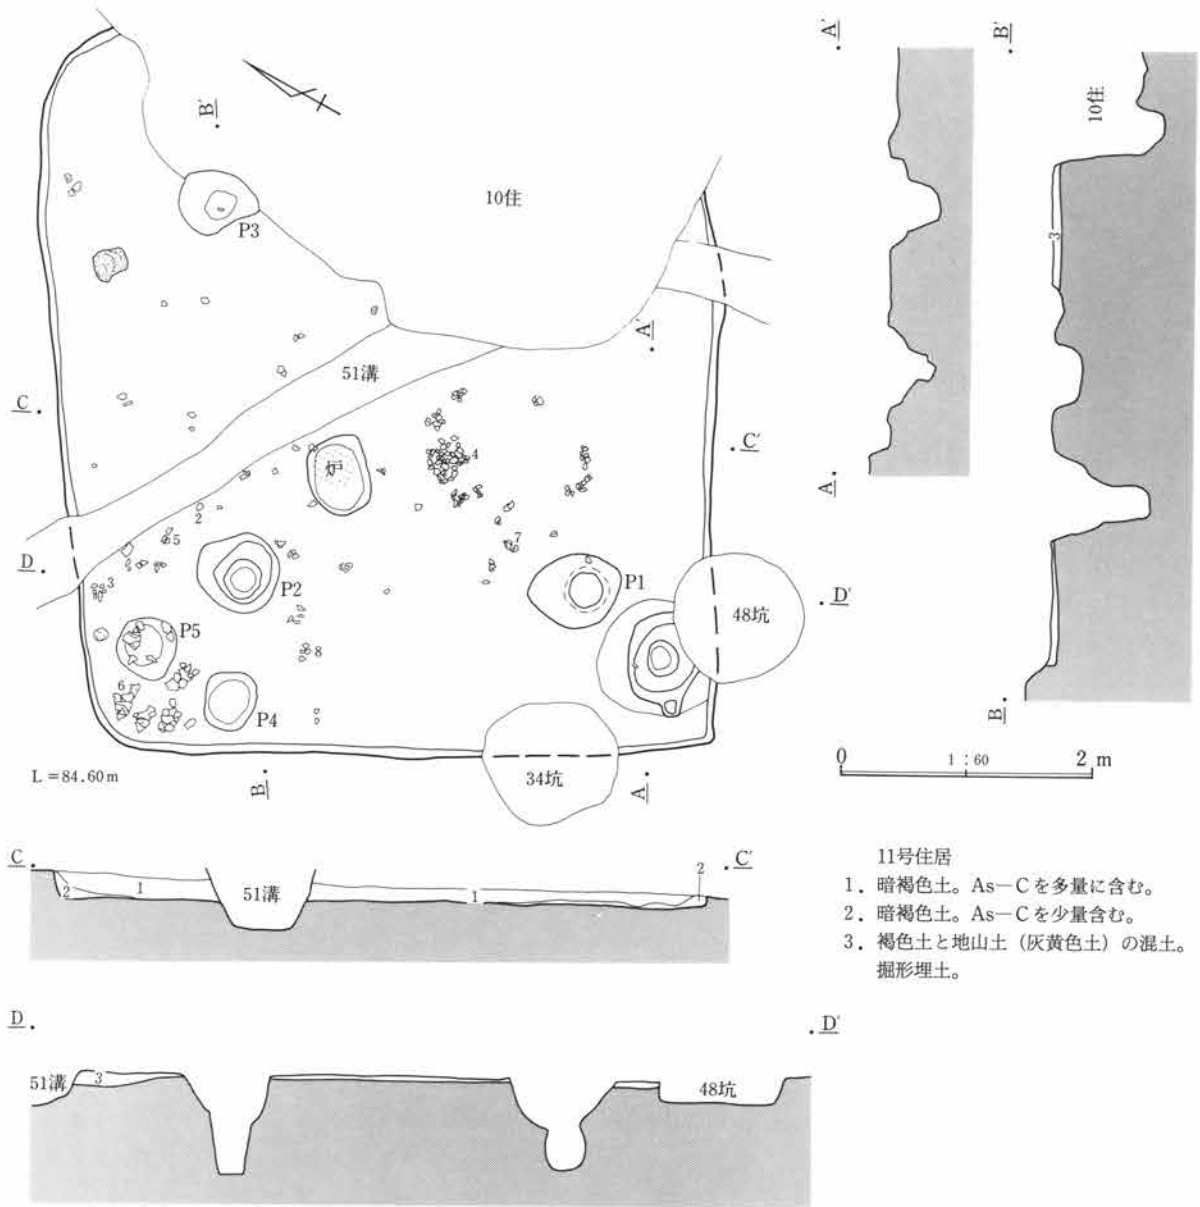 B'
P3
10住
A'
51溝
C
C'
炉
4
2
5
7
D
3
P2
P1
D'
48坑
P5
8
6
P4
L=84.60m
B
34坑
A
A'
A
B'
10住
3
B
0 1:60 2 m
C
2
1
51溝
1
2
C'
D
D'
51溝
3
48坑
11号住居
1. 暗褐色土。As-Cを多量に含む。
2. 暗褐色土。As-Cを少量含む。
3. 褐色土と地山土(灰黄色土)の混土。
掘形埋土。